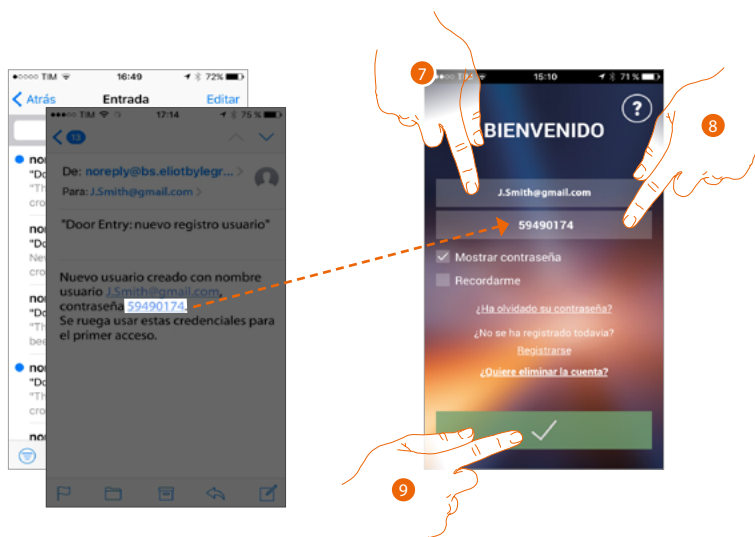 TIM 16:49 72%
Atrás Entrada Editar
TIM 17:14 75 %
13
De: noreply@bs.eliotbylegr... >
Para: J.Smith@gmail.com >
"Door Entry: nuevo registro usuario"
Nuevo usuario creado con nombre
usuario J.Smith@gmail.com,
contraseña 59490174.
Se ruega usar estas credenciales para
el primer acceso.
7
TIM 15:10 71 %
?
BIENVENIDO
8
J.Smith@gmail.com
59490174
Mostrar contraseña
Recordarme
¿Ha olvidado su contraseña?
¿No se ha registrado todavia?
Registrarse
¿Quiere eliminar la cuenta?
9